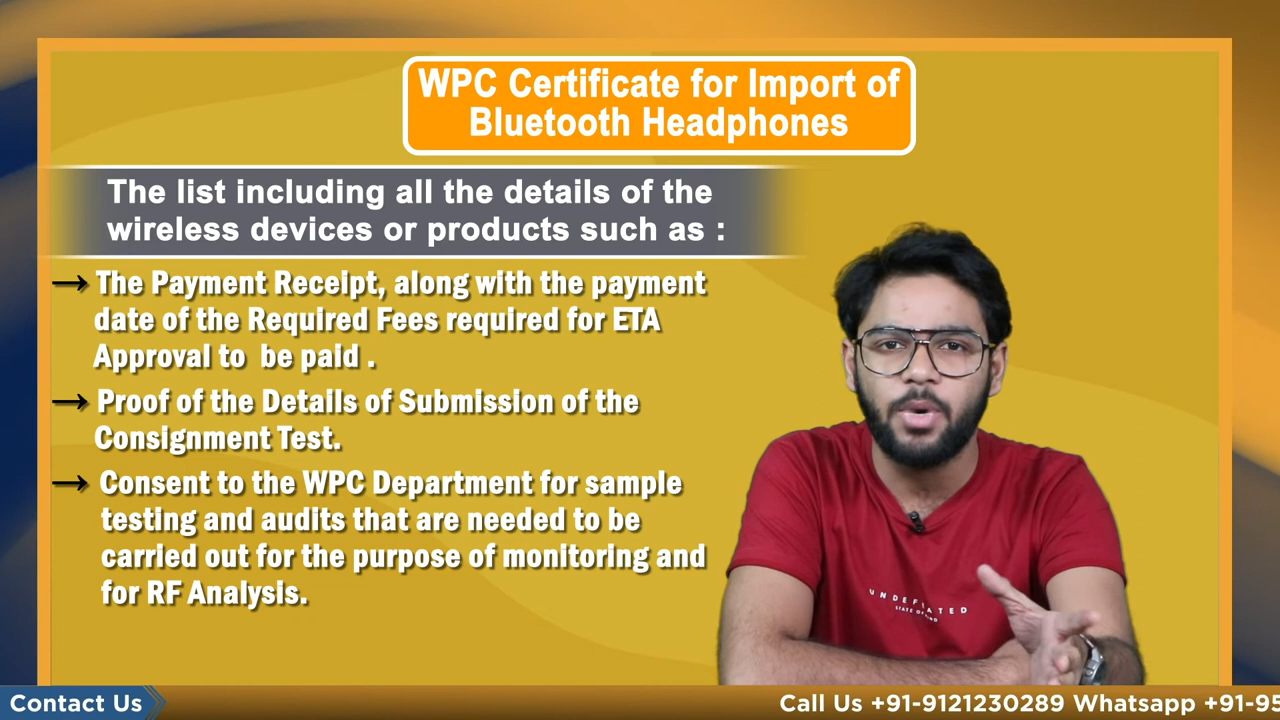 WPC Certificate for Import of
Bluetooth Headphones
The list including all the details of the
wireless devices or products such as :
→ The Payment Receipt, along with the payment
date of the Required Fees required for ETA
Approval to be paid .
→ Proof of the Details of Submission of the
Consignment Test.
→ Consent to the WPC Department for sample
testing and audits that are needed to be
carried out for the purpose of monitoring and
for RF Analysis.
UNDEFEATED
STATE OF MIND
Contact Us
Call Us +91-9121230289 Whatsapp +91-95